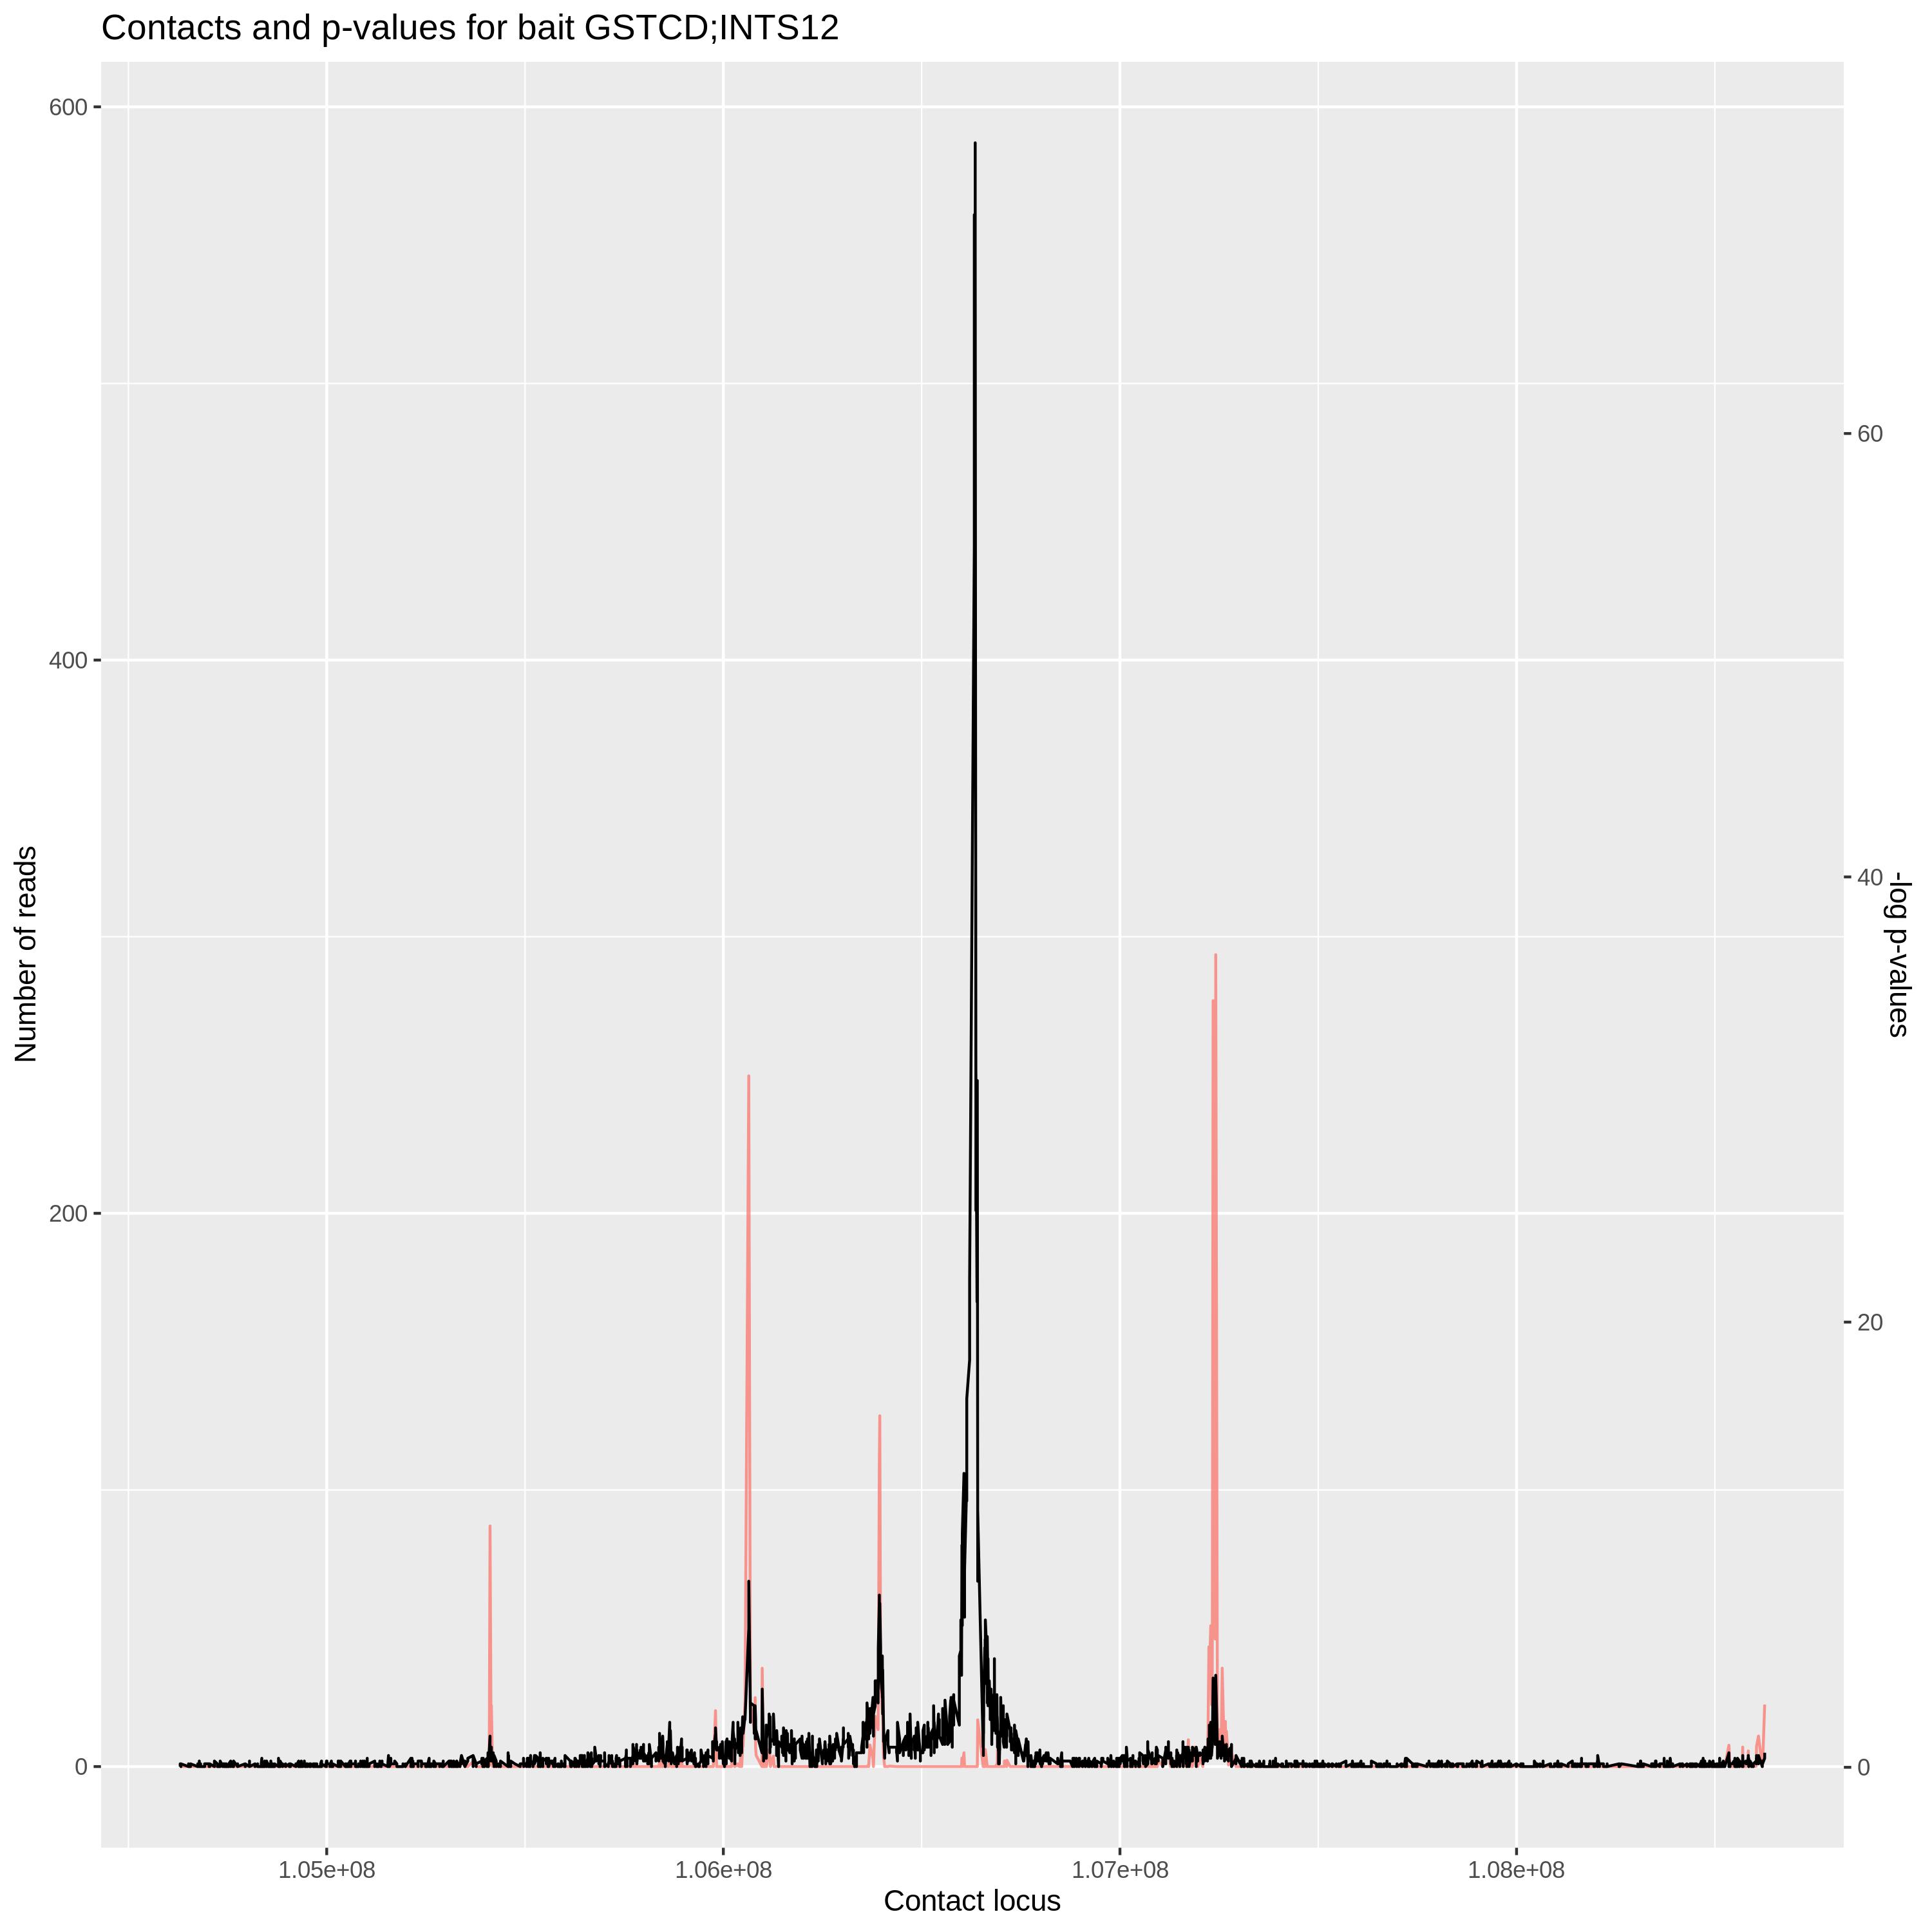 Contacts and p-values for bait GSTCD;INTS12
600
400
200
0
Number of reads
60
40
20
0
-log p-values
1.05e+08
1.06e+08
1.07e+08
1.08e+08
Contact locus